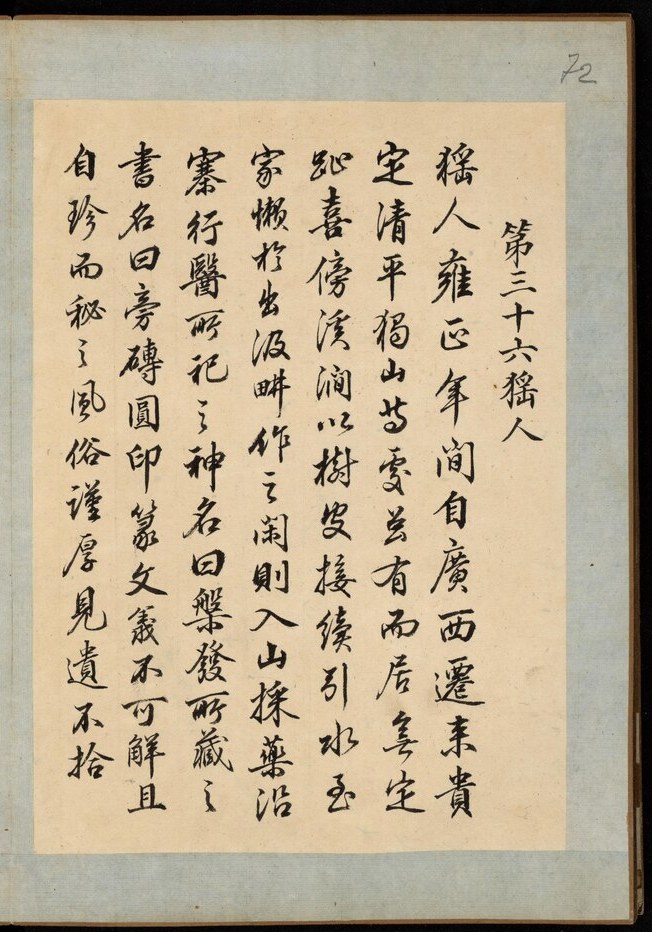 72
第三十六猺人
猺人雍正年間自廣西遷来貴
定清平獨山苗處並有而居無定
趾喜傍溪澗以樹皮接續引水至
家懶於出汲畊作之闲則入山採藥沿
寨行醫所祀之神名曰槃發所藏之
書名曰旁磚圓印篆文義不可解且
自珍而秘之風俗謹厚見遺不拾